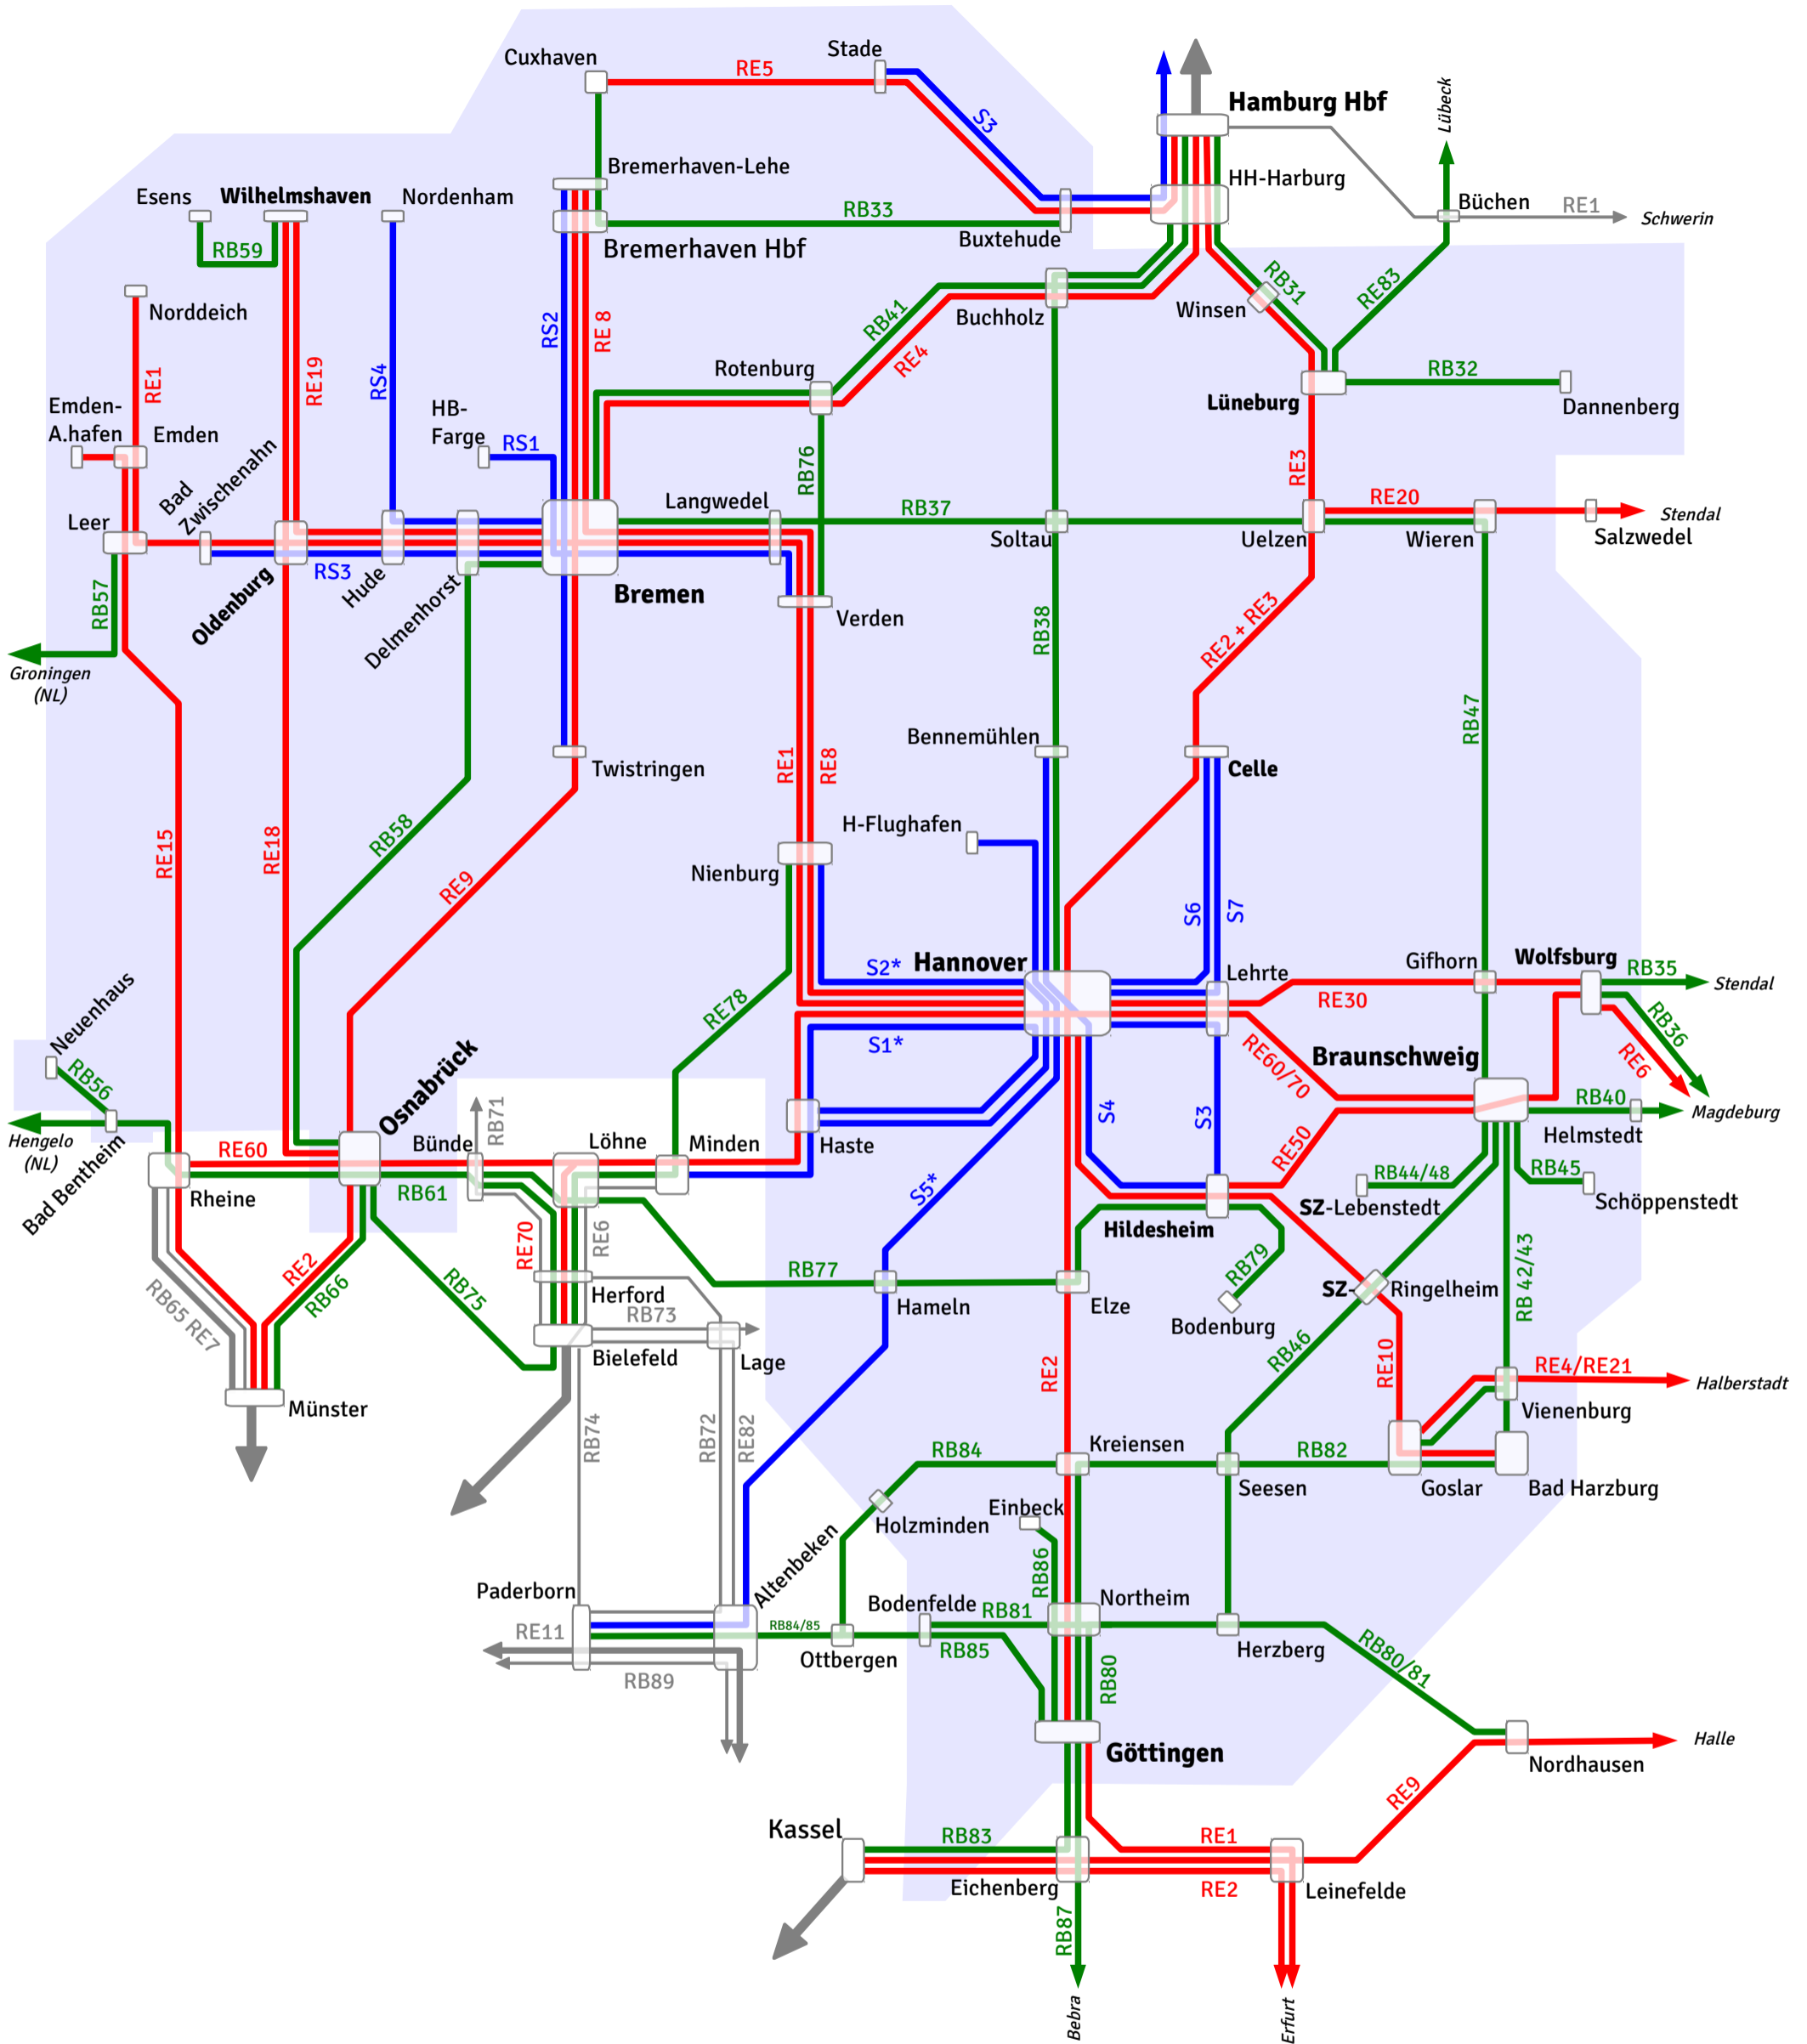 Stade
Cuxhaven
RE5
Hamburg Hbf
Lübeck
S3
Bremerhaven-Lehe
HH-Harburg
Esens
Wilhelmshaven
Nordenham
Büchen
RE1
Schwerin
RB33
Buxtehude
Bremerhaven Hbf
RB59
Norddeich
RB31
RE83
Winsen
Buchholz
RB41
RE4
RS2
RE 8
Rotenburg
RE1
RE19
RS4
RB32
Lüneburg
Dannenberg
Emden-
A.hafen
Emden
HB-
Farge
RS1
Bad
Zwischenahn
RB76
RE3
Langwedel
RB37
RE20
Stendal
Leer
Soltau
Uelzen
Wieren
Salzwedel
RS3
Hude
Oldenburg
Delmenhorst
Bremen
RB57
Verden
RB38
RE2 + RE3
Groningen
(NL)
RB47
Bennemühlen
Celle
Twistringen
RE1
RE8
H-Flughafen
RE15
RE18
RB58
RE9
Nienburg
S6
S7
Hannover
S2*
Lehrte
Gifhorn
Wolfsburg
RB35
Stendal
RE30
RE78
S1*
RB36
RE6
Neuenhaus
RB56
Osnabrück
RE60/70
Braunschweig
RB40
Magdeburg
Hengelo
(NL)
Bad Bentheim
RB71
S4
S3
Helmstedt
RE60
Bünde
Löhne
Minden
Haste
RE50
RB44/48
RB45
Rheine
RB61
S5*
SZ-Lebenstedt
Schöppenstedt
Hildesheim
RE70
RE6
RB79
RB 42/43
RE2
RB66
RB75
RB77
SZ-
Ringelheim
RB65 RE7
Herford
RB73
Hameln
Elze
Bodenburg
Bielefeld
Lage
RE2
RB46
RE10
RE4/RE21
Halberstadt
Münster
Vienenburg
RB74
RB72
RE82
RB84
Kreiensen
RB82
Seesen
Goslar
Bad Harzburg
Einbeck
Holzminden
Altenbeken
RB86
Paderborn
Bodenfelde
RB81
Northeim
RE11
RB84/85
RB85
Ottbergen
Herzberg
RB80/81
RB89
RB80
Göttingen
Halle
Nordhausen
RE9
Kassel
RB83
RE1
Eichenberg
RE2
Leinefelde
RB87
Bebra
Erfurt